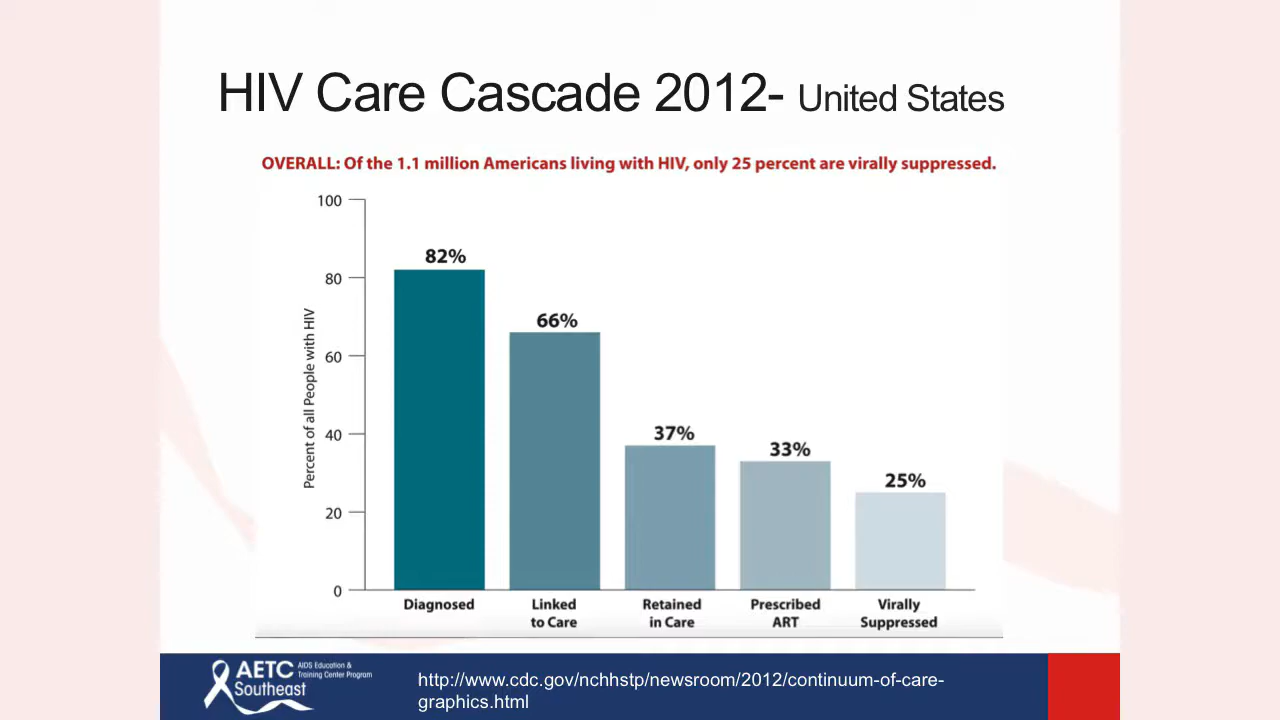 HIV Care Cascade 2012- United States
OVERALL: Of the 1.1 million Americans living with HIV, only 25 percent are virally suppressed.
Percent of all People with HIV
100
80
60
40
20
0
82%
66%
37%
33%
25%
Diagnosed
Linked
to Care
Retained
in Care
Prescribed
ART
Virally
Suppressed
AETC
AIDS Education &
Training Center Program
Southeast
http://www.cdc.gov/nchhstp/newsroom/2012/continuum-of-care-
graphics.html